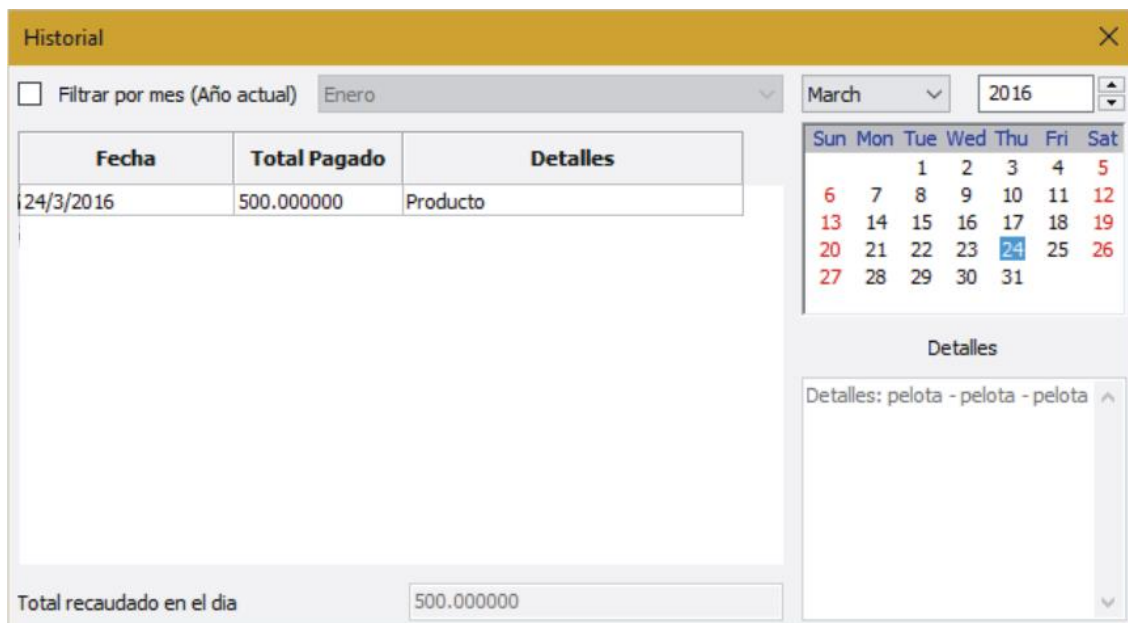 Historial
Filtrar por mes (Año actual) Enero
Fecha Total Pagado Detalles
24/3/2016 500.000000 Producto
Total recaudado en el dia 500.000000
March 2016
Sun Mon Tue Wed Thu Fri Sat
1 2 3 4 5
6 7 8 9 10 11 12
13 14 15 16 17 18 19
20 21 22 23 24 25 26
27 28 29 30 31
Detalles
Detalles: pelota - pelota - pelota